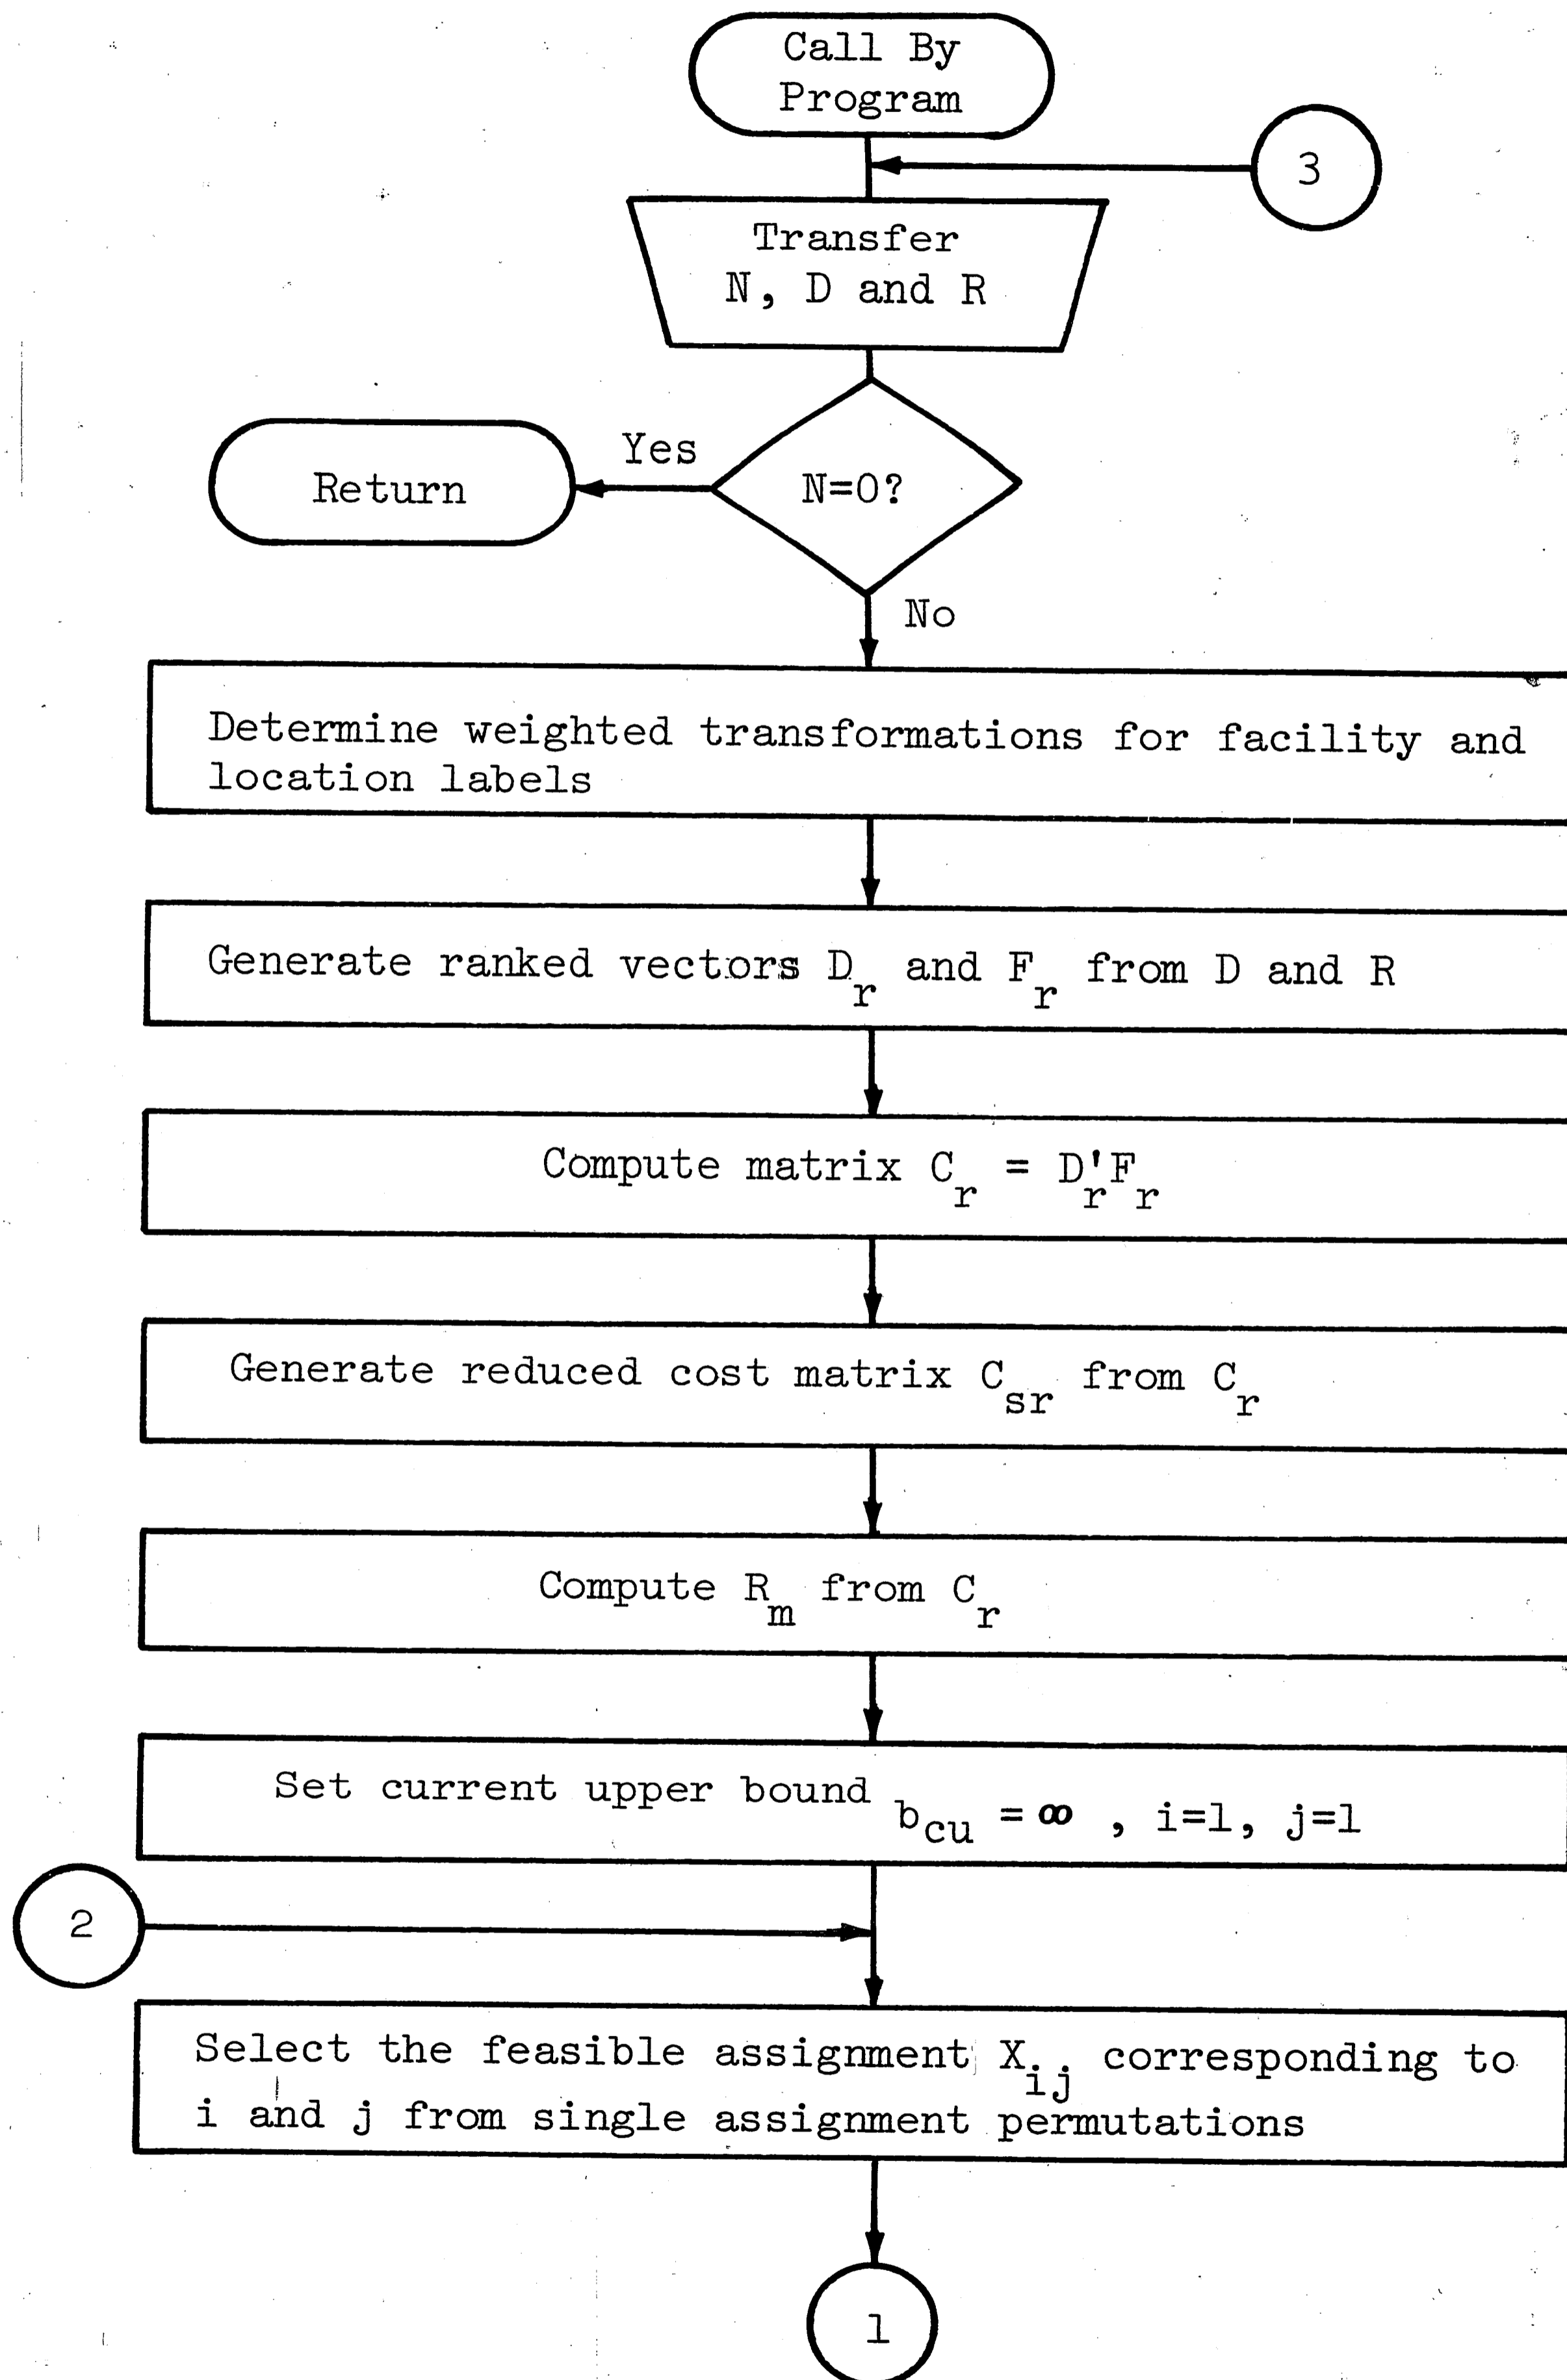 Call By
Program
3
Transfer
N, D and R
Yes
Return
N=0?
No
Determine weighted transformations for facility and
location labels
Generate ranked vectors D_r and F_r from D and R
Compute matrix C_r = D'_rF_r
Generate reduced cost matrix C_sr from C_r
Compute R_m from C_r
Set current upper bound b_cu = ∞ , i=1, j=1
2
Select the feasible assignment X_ij corresponding to
i and j from single assignment permutations
1